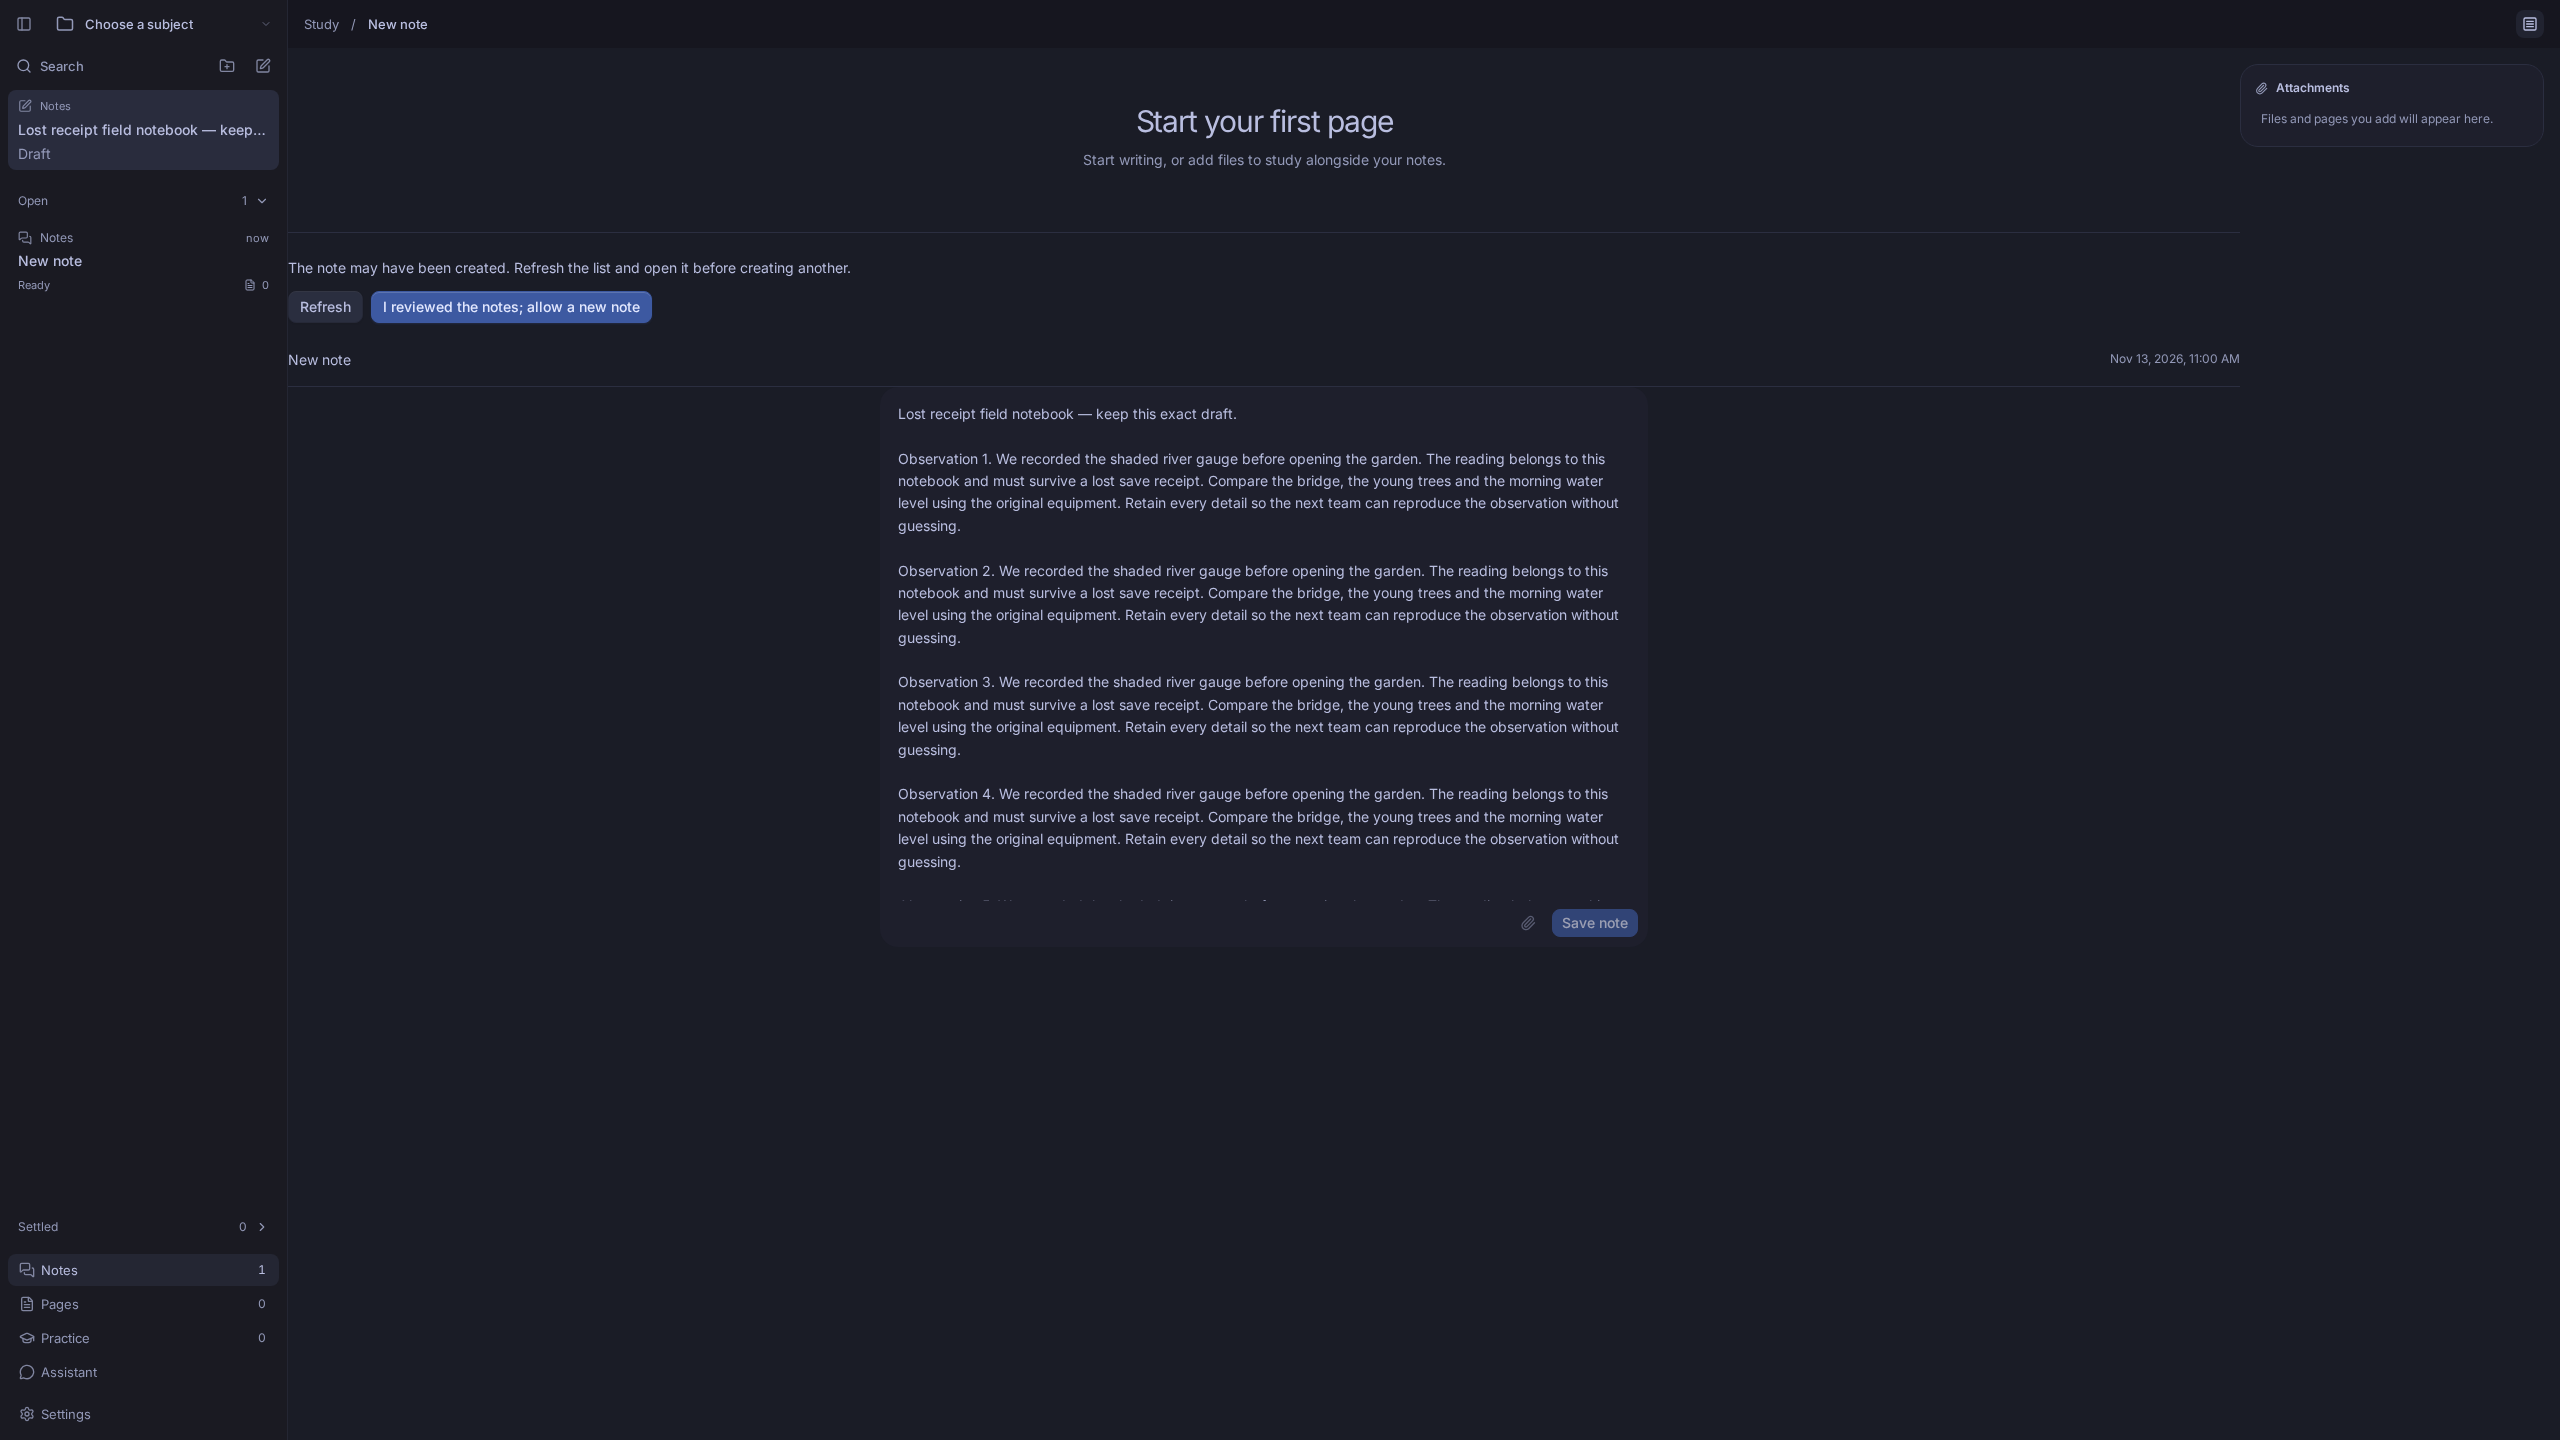 Choose a subject
Search
Notes
Lost receipt field notebook — keep...
Draft
Open 1
Notes now
New note
Ready 0
Settled 0
Notes 1
Pages 0
Practice 0
Assistant
Settings
Study / New note
Start your first page
Start writing, or add files to study alongside your notes.
The note may have been created. Refresh the list and open it before creating another.
Refresh
I reviewed the notes; allow a new note
New note
Nov 13, 2026, 11:00 AM
Lost receipt field notebook — keep this exact draft.
Observation 1. We recorded the shaded river gauge before opening the garden. The reading belongs to this
notebook and must survive a lost save receipt. Compare the bridge, the young trees and the morning water
level using the original equipment. Retain every detail so the next team can reproduce the observation without
guessing.
Observation 2. We recorded the shaded river gauge before opening the garden. The reading belongs to this
notebook and must survive a lost save receipt. Compare the bridge, the young trees and the morning water
level using the original equipment. Retain every detail so the next team can reproduce the observation without
guessing.
Observation 3. We recorded the shaded river gauge before opening the garden. The reading belongs to this
notebook and must survive a lost save receipt. Compare the bridge, the young trees and the morning water
level using the original equipment. Retain every detail so the next team can reproduce the observation without
guessing.
Observation 4. We recorded the shaded river gauge before opening the garden. The reading belongs to this
notebook and must survive a lost save receipt. Compare the bridge, the young trees and the morning water
level using the original equipment. Retain every detail so the next team can reproduce the observation without
guessing.
Save note
Attachments
Files and pages you add will appear here.